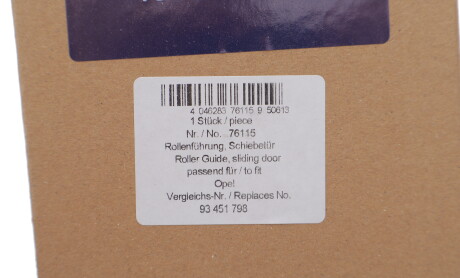 4 046283 76115 9 50613
1 Stück / piece
Nr. / No. .76115
Rollenführung, Schiebetür
Roller Guide, sliding door
passend für / to fit
Opel
Vergleichs-Nr. / Replaces No.
93 451 798